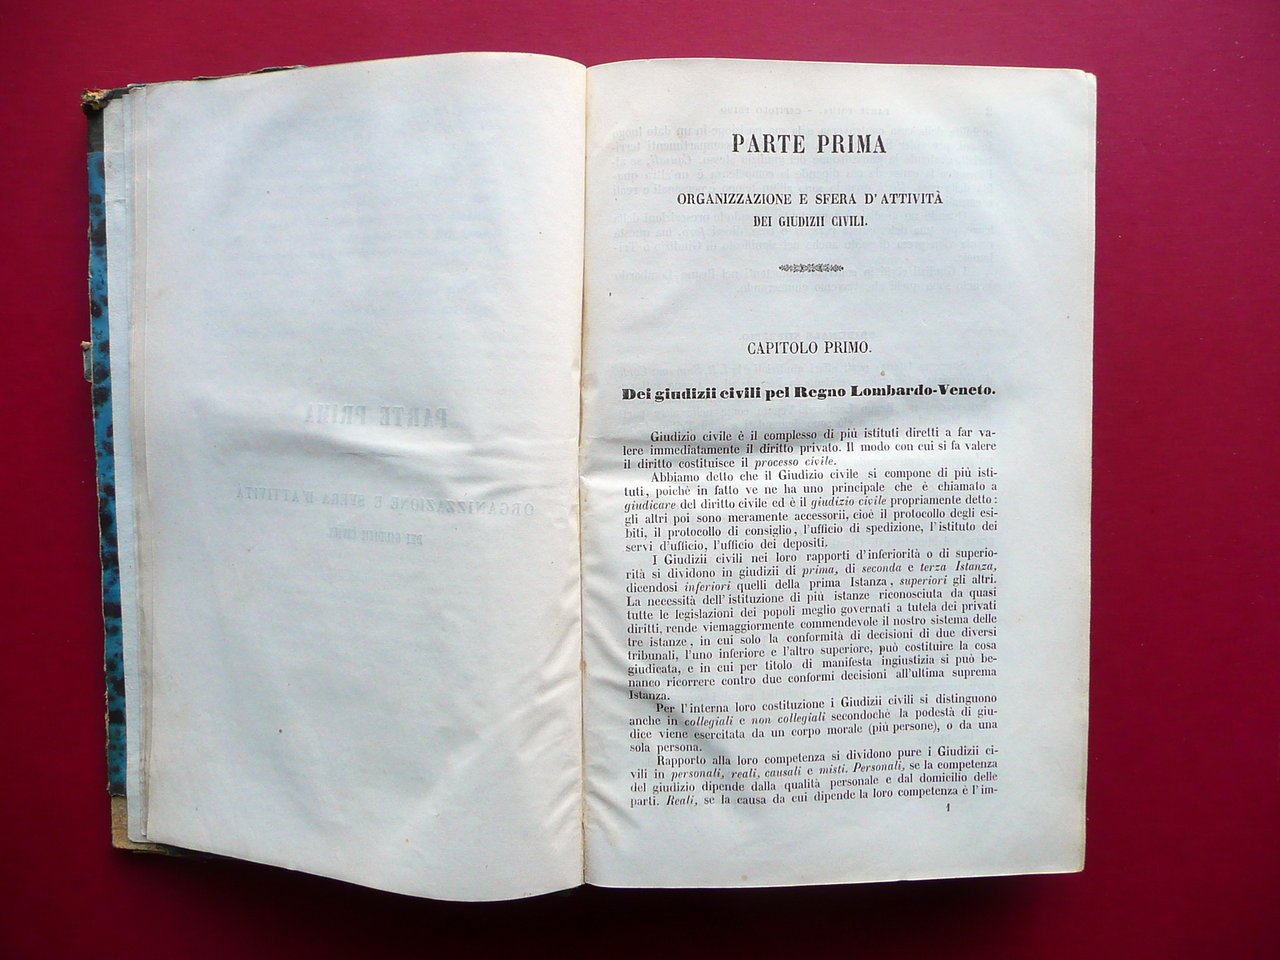 PARTE PRIMA
ORGANIZZAZIONE E SFERA D'ATTIVITÀ
DEI GIUDIZII CIVILI.
CAPITOLO PRIMO.
Dei giudizii civili pel Regno Lombardo-Veneto.
Giudizio civile è il complesso di più istituti diretti a far va-
lere immediatamente il diritto privato. Il modo con cui si fa valere
il diritto costituisce il processo civile.
Abbiamo detto che il Giudizio civile si compone di più isti-
tuti, poichè in fatto ve ne ha uno principale che è chiamato a
giudicare del diritto civile ed è il giudizio civile propriamente detto:
gli altri poi sono meramente accessorii, cioè il protocollo degli esi-
biti, il protocollo di consiglio, l'ufficio di spedizione, l'istituto dei
servi d'ufficio, l'ufficio dei depositi.
I Giudizii civili nei loro rapporti d'inferiorità o di superio-
rità si dividono in giudizii di prima, di seconda e terza Istanza,
dicendosi inferiori quelli della prima Istanza, superiori gli altri.
La necessità dell'istituzione di più istanze riconosciuta da quasi
tutte le legislazioni dei popoli meglio governati a tutela dei privati
diritti, rende viemaggiormente commendevole il nostro sistema delle
tre istanze, in cui solo la conformità di decisioni di due diversi
tribunali, l'uno inferiore e l'altro superiore, può costituire la cosa
giudicata, e in cui per titolo di manifesta ingiustizia si può be-
nanco ricorrere contro due conformi decisioni all'ultima suprema
Istanza.
Per l'interna loro costituzione i Giudizii civili si distinguono
anche in collegiali e non collegiali secondochè la podestà di giu-
dice viene esercitata da un corpo morale (più persone), o da una
sola persona.
Rapporto alla loro competenza si dividono pure i Giudizii ci-
vili in personali, reali, causali e misti. Personali, se la competenza
del giudizio dipende dalla qualità personale e dal domicilio delle
parti. Reali, se la causa da cui dipende la loro competenza è l'im-
1